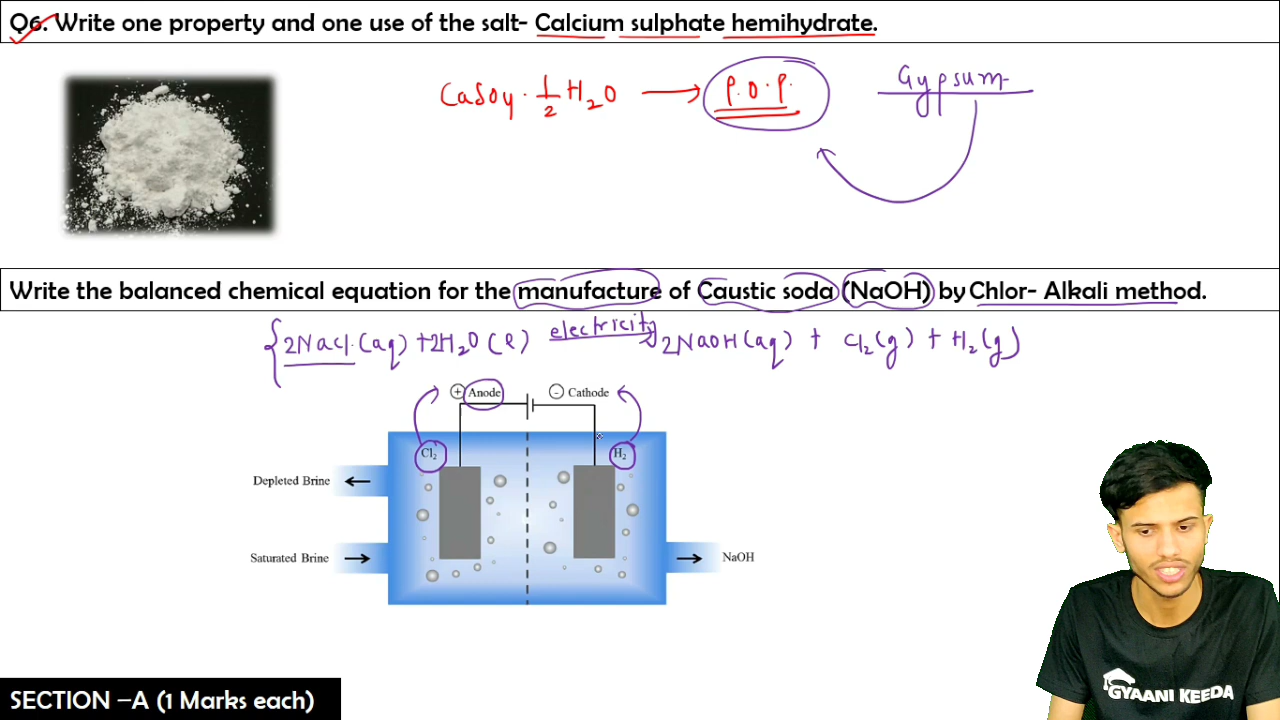 Q6. Write one property and one use of the salt- Calcium sulphate hemihydrate.
CaSO4 · 1/2 H2O → P.O.P. Gypsum
Write the balanced chemical equation for the manufacture of Caustic soda (NaOH) by Chlor- Alkali method.
{2NaCl (aq) + 2H2O (l) electricity 2NaOH (aq) + Cl2 (g) + H2 (g)
+ Anode - Cathode
Cl2 H2
Depleted Brine
Saturated Brine NaOH
SECTION –A (1 Marks each)
GYAANI KEEDA